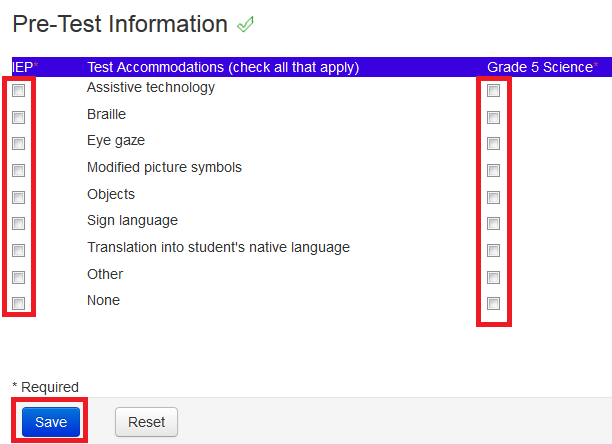 Pre-Test Information
IEP* Test Accommodations (check all that apply) Grade 5 Science*
Assistive technology
Braille
Eye gaze
Modified picture symbols
Objects
Sign language
Translation into student's native language
Other
None
* Required
Save Reset